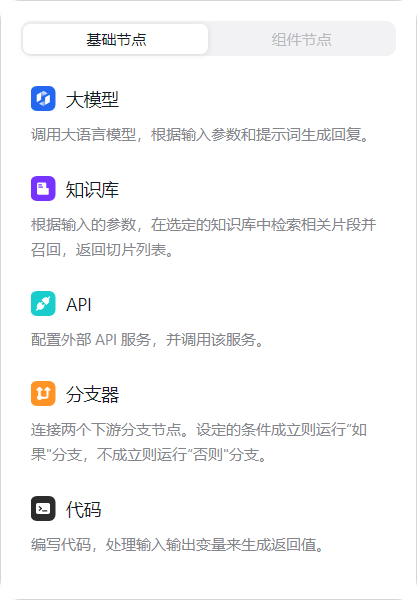 基础节点 组件节点
大模型
调用大语言模型，根据输入参数和提示词生成回复。
知识库
根据输入的参数，在选定的知识库中检索相关片段并
召回，返回切片列表。
API
配置外部 API 服务，并调用该服务。
分支器
连接两个下游分支节点。设定的条件成立则运行“如
果”分支，不成立则运行“否则”分支。
代码
编写代码，处理输入输出变量来生成返回值。